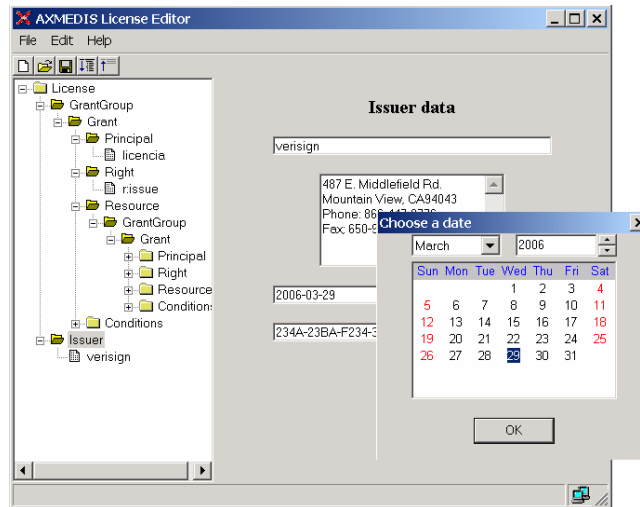 AXMEDIS License Editor
File Edit Help
License
GrantGroup
Grant
Principal
licencia
Right
r:issue
Resource
GrantGroup
Grant
Principal
Right
Resource
Condition
Conditions
Issuer
verisign
Issuer data
verisign
487 E. Middlefield Rd.
Mountain View, CA94043
Phone:
Fax; 650-9
2006-03-29
234A-23BA-F234-3
Choose a date
March 2006
Sun Mon Tue Wed Thu Fri Sat
1 2 3 4
5 6 7 8 9 10 11
12 13 14 15 16 17 18
19 20 21 22 23 24 25
26 27 28 29 30 31
OK